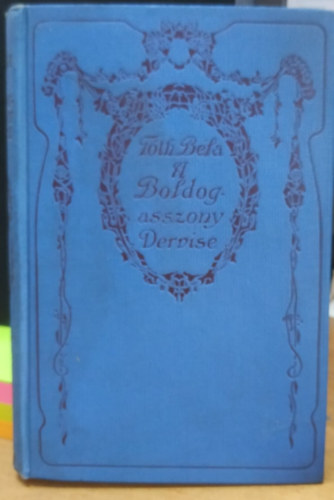 Tóth Béla
A
Boldog-
asszony
Dervise